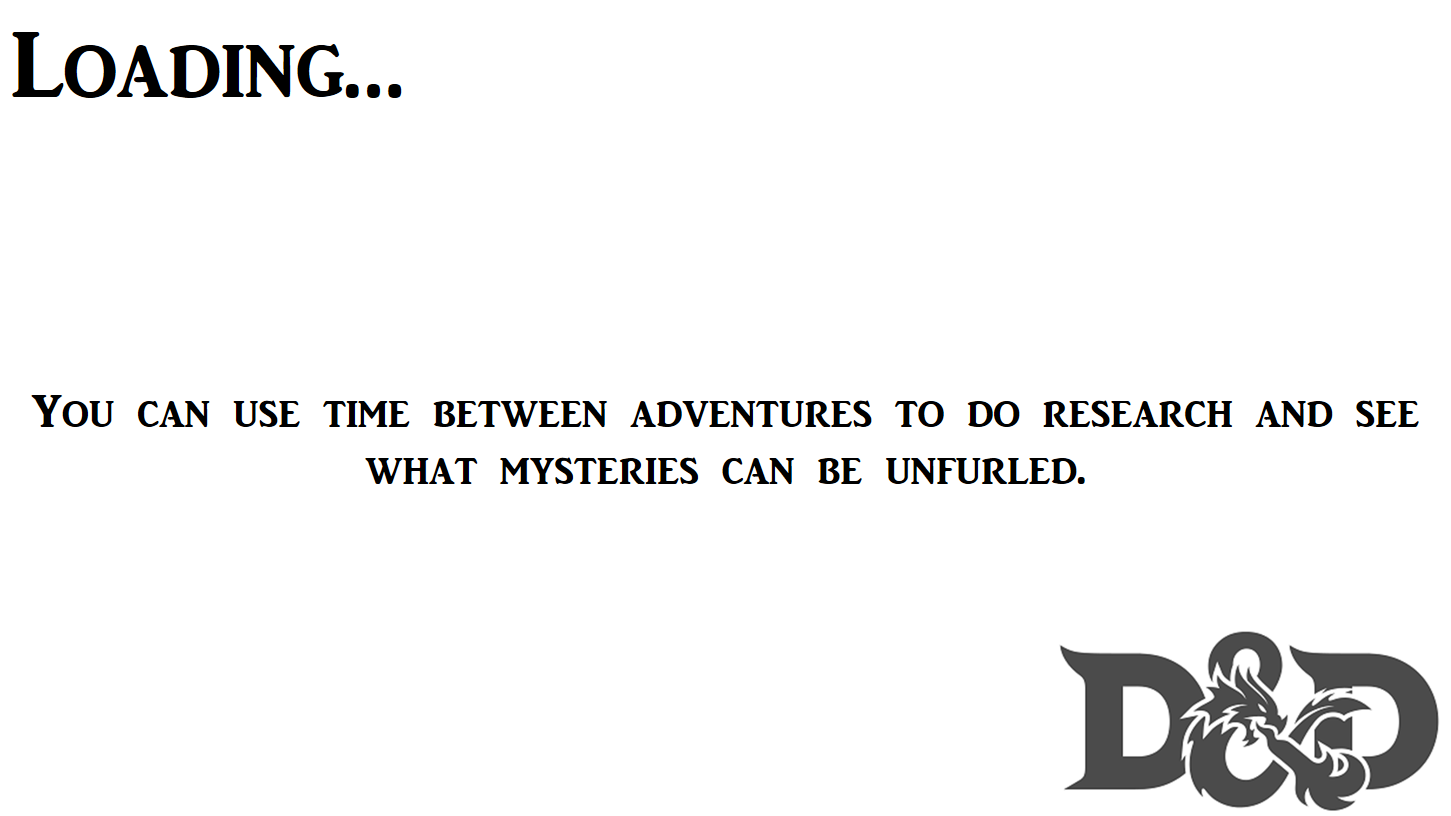 Loading...
You can use time between adventures to do research and see
what mysteries can be unfurled.
D&D